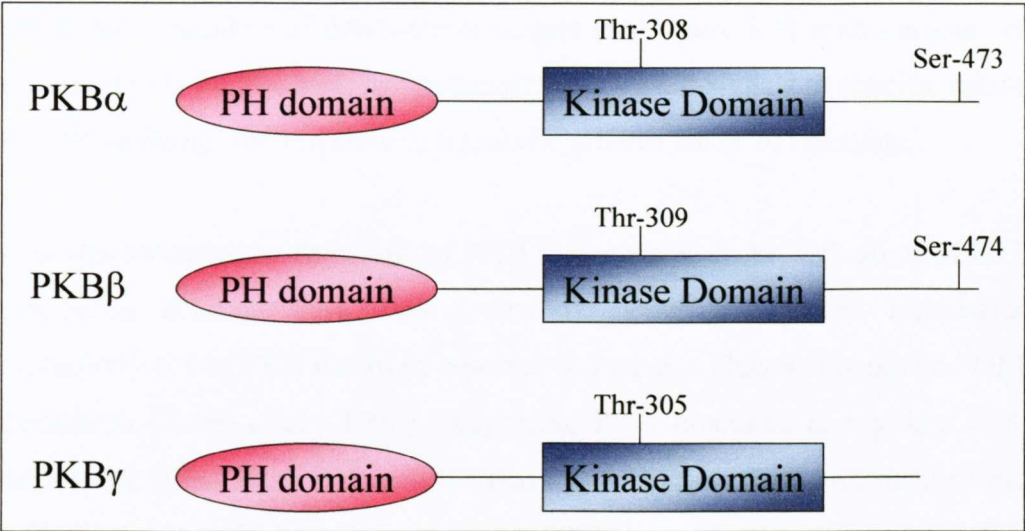 Thr-308
Ser-473
PKBα
PH domain
Kinase Domain
Thr-309
Ser-474
PKBβ
PH domain
Kinase Domain
Thr-305
PKBγ
PH domain
Kinase Domain